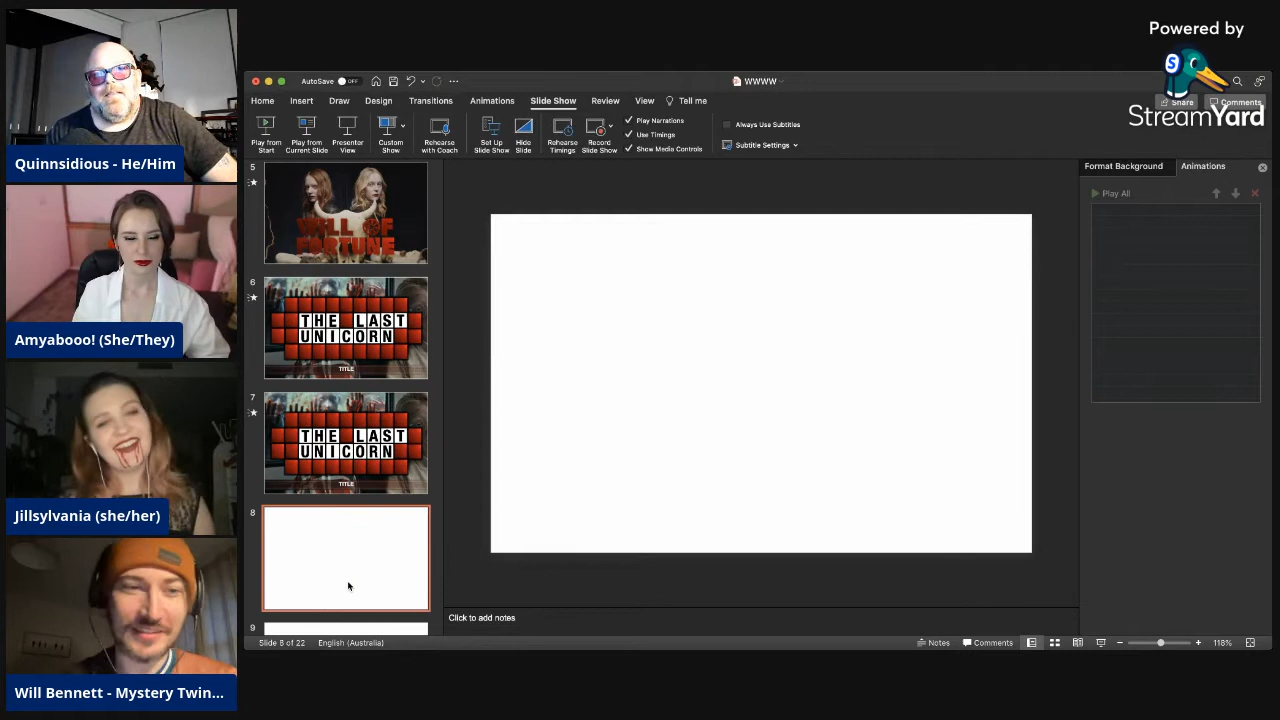 Powered by
StreamYard
Quinnsidious - He/Him
Amyabooo! (She/They)
Jillsylvania (she/her)
Will Bennett - Mystery Twin...
AutoSave OFF
WWWW
Home Insert Draw Design Transitions Animations Slide Show Review View Tell me
Share Comments
Play from Start
Play from Current Slide
Presenter View
Custom Show
Rehearse with Coach
Set Up Slide Show
Hide Slide
Rehearse Timings
Record Slide Show
Play Narrations
Use Timings
Show Media Controls
Always Use Subtitles
Subtitle Settings
5
WILL OF
FORTUNE
6
THE LAST
UNICORN
TITLE
7
THE LAST
UNICORN
TITLE
8
9
Format Background Animations
Play All
Click to add notes
Slide 8 of 22 English (Australia)
Notes Comments 118%